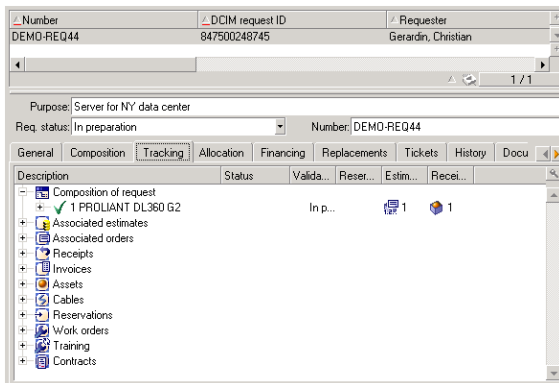 Number DCIM request ID Requester
DEMO-REQ44 847500248745 Gerardin, Christian
1/1
Purpose: Server for NY data center
Req. status: In preparation Number: DEMO-REQ44
General Composition Tracking Allocation Financing Replacements Tickets History Docu
Description Status Valida... Reser... Estim... Recei...
Composition of request
1 PROLIANT DL360 G2 In p... 1 1
Associated estimates
Associated orders
Receipts
Invoices
Assets
Cables
Reservations
Work orders
Training
Contracts